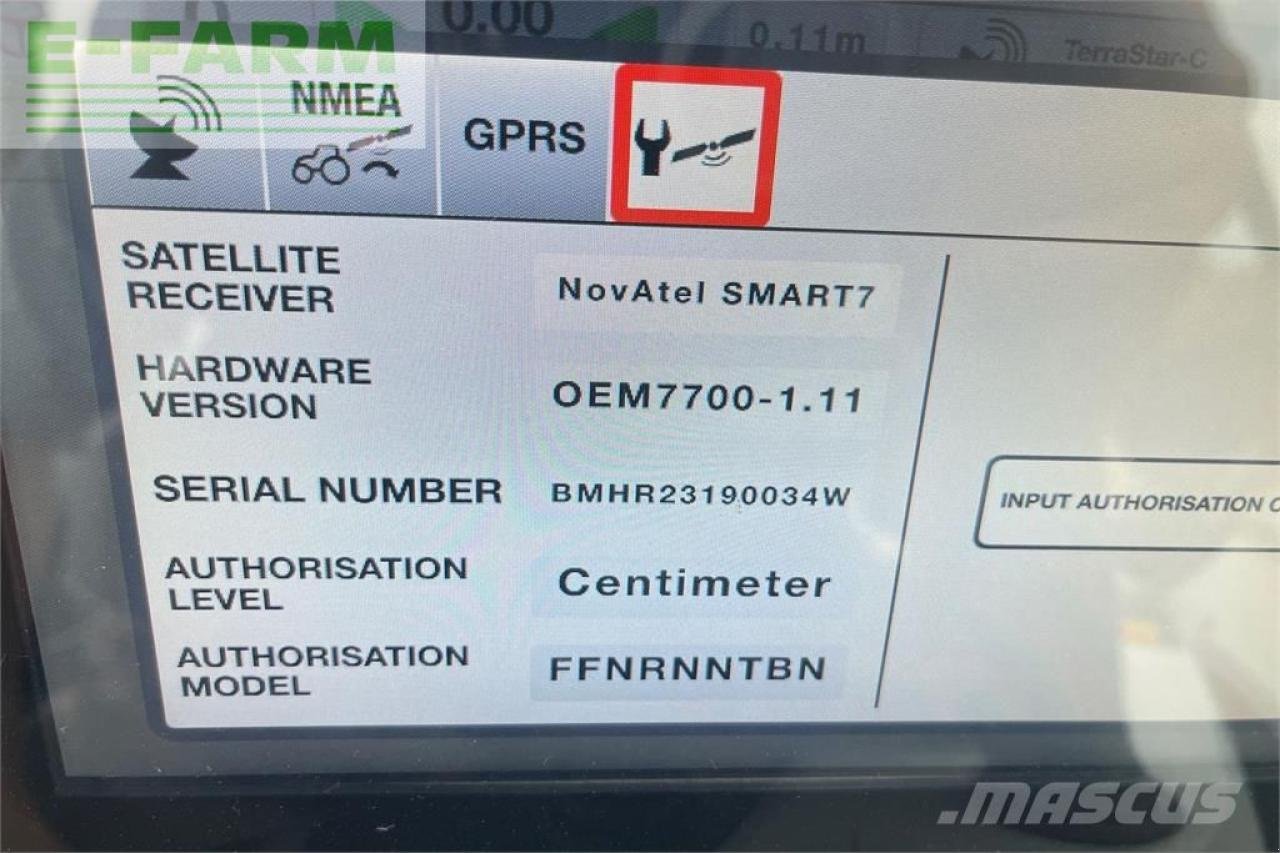 E-FARM
0.00
0.11m
TerraStar-C
NMEA
GPRS
SATELLITE
RECEIVER
NovAtel SMART7
HARDWARE
VERSION
OEM7700-1.11
SERIAL NUMBER
BMHR23190034W
INPUT AUTHORISATION
AUTHORISATION
LEVEL
Centimeter
AUTHORISATION
MODEL
FFNRNNTBN
.MASCUS